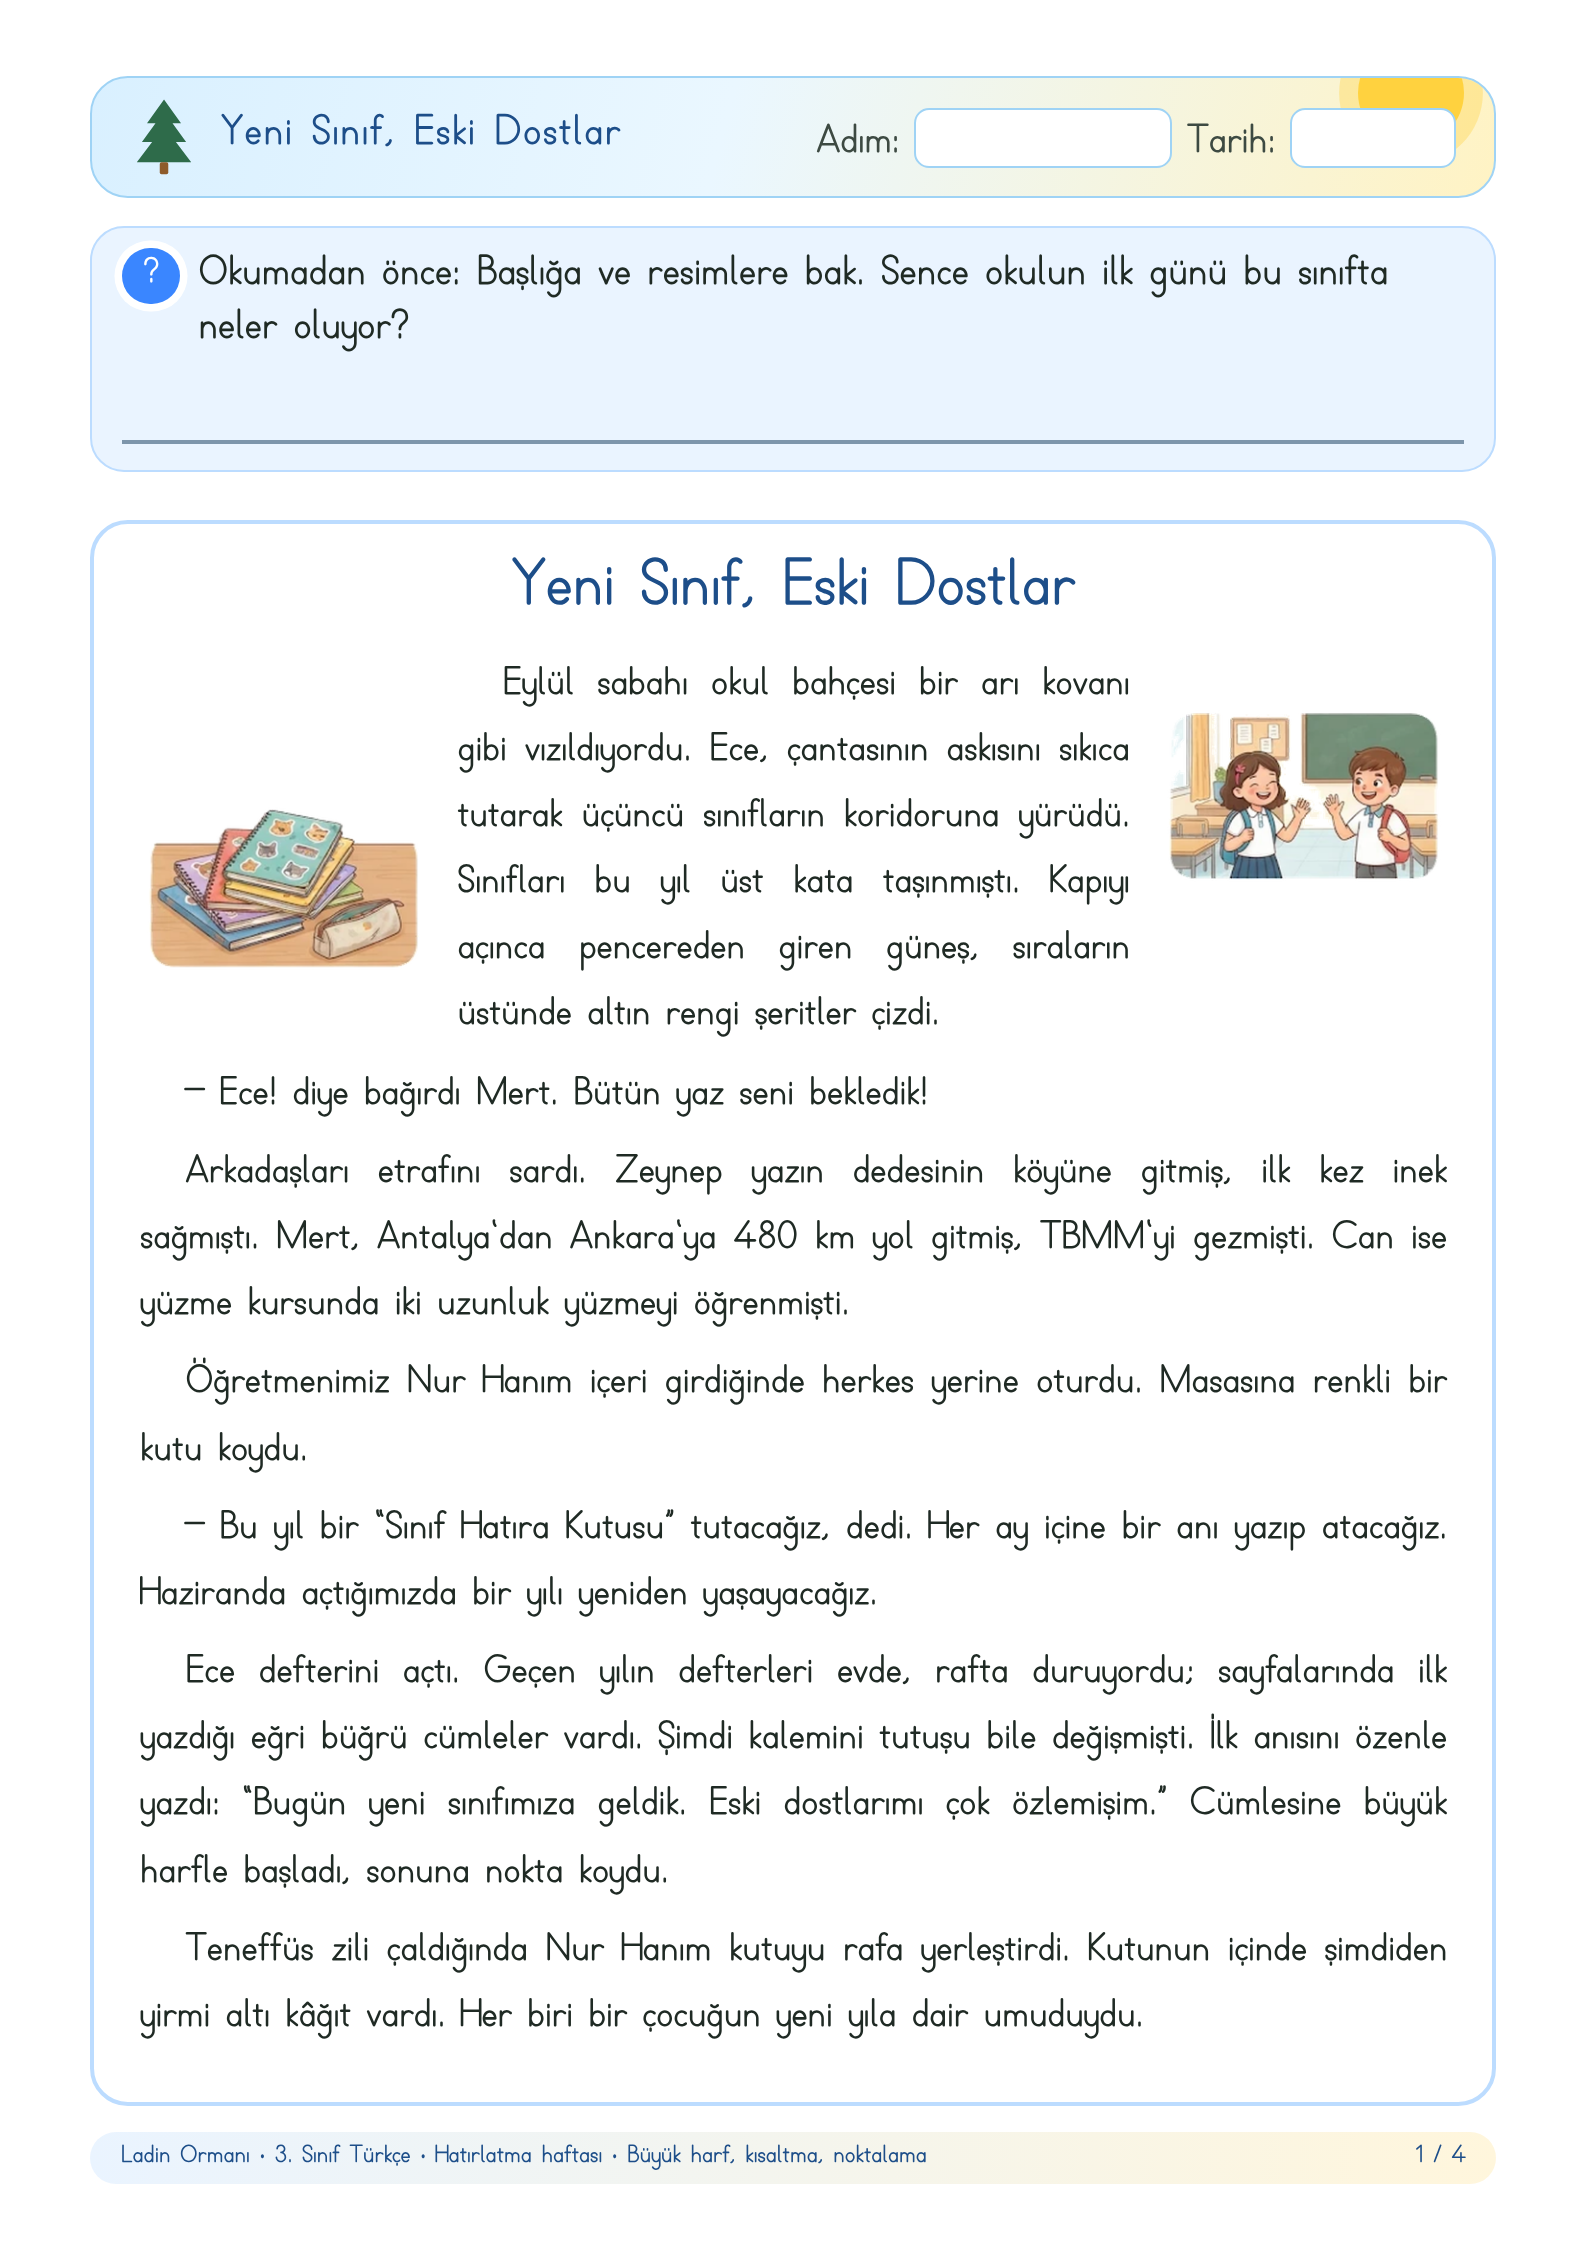 Yeni Sınıf, Eski Dostlar
Adım:
Tarih:
?
Okumadan önce: Başlığa ve resimlere bak. Sence okulun ilk günü bu sınıfta
neler oluyor?
Yeni Sınıf, Eski Dostlar
Eylül sabahı okul bahçesi bir arı kovanı
gibi vızıldıyordu. Ece, çantasının askısını sıkıca
tutarak üçüncü sınıfların koridoruna yürüdü.
Sınıfları bu yıl üst kata taşınmıştı. Kapıyı
açınca pencereden giren güneş, sıraların
üstünde altın rengi şeritler çizdi.
– Ece! diye bağırdı Mert. Bütün yaz seni bekledik!
Arkadaşları etrafını sardı. Zeynep yazın dedesinin köyüne gitmiş, ilk kez inek
sağmıştı. Mert, Antalya‘dan Ankara‘ya 480 km yol gitmiş, TBMM‘yi gezmişti. Can ise
yüzme kursunda iki uzunluk yüzmeyi öğrenmişti.
Öğretmenimiz Nur Hanım içeri girdiğinde herkes yerine oturdu. Masasına renkli bir
kutu koydu.
– Bu yıl bir “Sınıf Hatıra Kutusu” tutacağız, dedi. Her ay içine bir anı yazıp atacağız.
Haziranda açtığımızda bir yılı yeniden yaşayacağız.
Ece defterini açtı. Geçen yılın defterleri evde, rafta duruyordu; sayfalarında ilk
yazdığı eğri büğrü cümleler vardı. Şimdi kalemini tutuşu bile değişmişti. İlk anısını özenle
yazdı: “Bugün yeni sınıfımıza geldik. Eski dostlarımı çok özlemişim.” Cümlesine büyük
harfle başladı, sonuna nokta koydu.
Teneffüs zili çaldığında Nur Hanım kutuyu rafa yerleştirdi. Kutunun içinde şimdiden
yirmi altı kâğıt vardı. Her biri bir çocuğun yeni yıla dair umuduydu.
Ladin Ormanı • 3. Sınıf Türkçe • Hatırlatma haftası • Büyük harf, kısaltma, noktalama
1 / 4